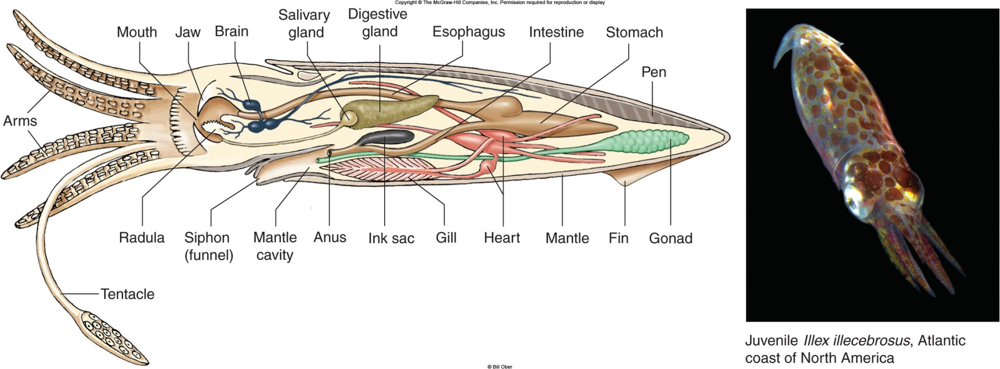 Copyright © The McGraw-Hill Companies, Inc. Permission required for reproduction or display
Salivary
gland
Digestive
gland
Mouth
Jaw
Brain
Esophagus
Intestine
Stomach
Pen
Arms
Radula
Siphon
(funnel)
Mantle
cavity
Anus
Ink sac
Gill
Heart
Mantle
Fin
Gonad
Tentacle
Juvenile Illex illecebrosus, Atlantic
coast of North America
© Bill Ober